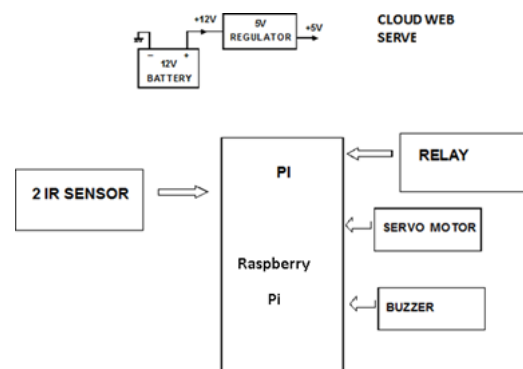 +12V
5V
REGULATOR
+5V
CLOUD WEB
SERVE
- +
12V
BATTERY
PI
RELAY
2 IR SENSOR
SERVO MOTOR
Raspberry
Pi
BUZZER